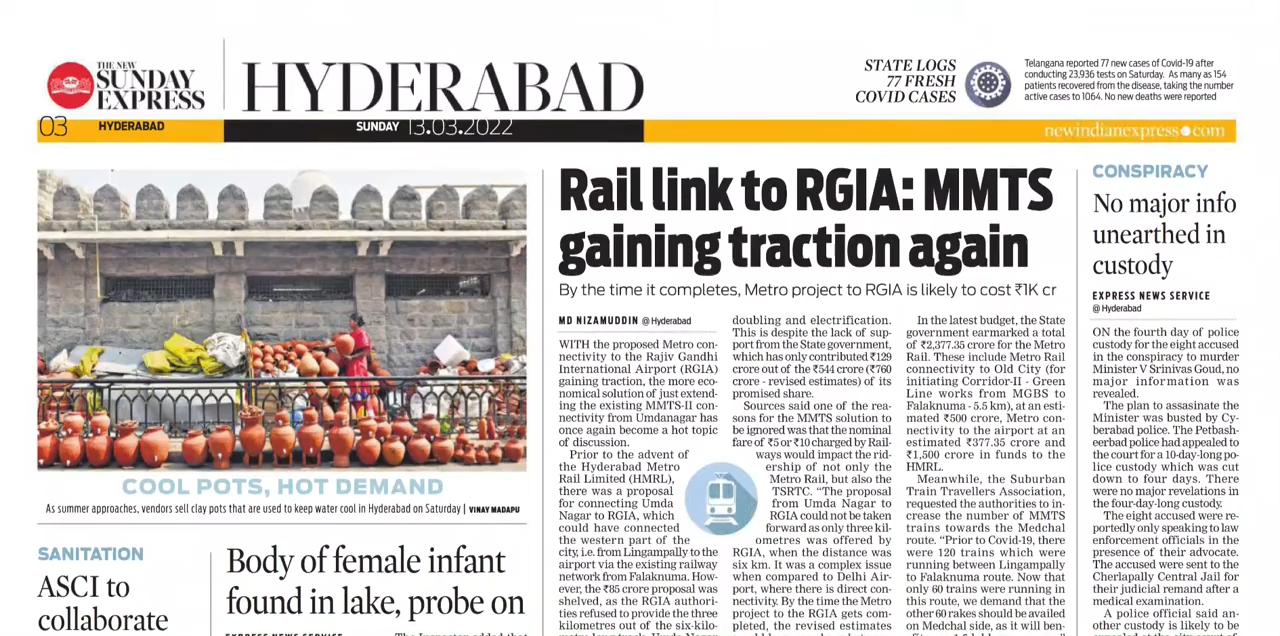 THE NEW
SUNDAY
EXPRESS
HYDERABAD
STATE LOGS
77 FRESH
COVID CASES
Telangana reported 77 new cases of Covid-19 after
conducting 23,936 tests on Saturday. As many as 154
patients recovered from the disease, taking the number
active cases to 1064. No new deaths were reported
03 HYDERABAD
SUNDAY 13.03.2022
newindianexpress.com
COOL POTS, HOT DEMAND
As summer approaches, vendors sell clay pots that are used to keep water cool in Hyderabad on Saturday | VINAY MADAPU
SANITATION
ASCI to
collaborate
Body of female infant
found in lake, probe on
EXPRESS NEWS SERVICE
The Inspector added that
Rail link to RGIA: MMTS
gaining traction again
By the time it completes, Metro project to RGIA is likely to cost ₹1K cr
MD NIZAMUDDIN @ Hyderabad
WITH the proposed Metro con-
nectivity to the Rajiv Gandhi
International Airport (RGIA)
gaining traction, the more eco-
nomical solution of just extend-
ing the existing MMTS-II con-
nectivity from Umdanagar has
once again become a hot topic
of discussion.
Prior to the advent of
the Hyderabad Metro
Rail Limited (HMRL),
there was a proposal
for connecting Umda
Nagar to RGIA, which
could have connected
the western part of the
city, i.e. from Lingampally to the
airport via the existing railway
network from Falaknuma. How-
ever, the ₹85 crore proposal was
shelved, as the RGIA authori-
ties refused to provide the three
kilometres out of the six-kilo-
doubling and electrification.
This is despite the lack of sup-
port from the State government,
which has only contributed ₹129
crore out of the ₹544 crore (₹760
crore - revised estimates) of its
promised share.
Sources said one of the rea-
sons for the MMTS solution to
be ignored was that the nominal
fare of ₹5 or ₹10 charged by Rail-
ways would impact the rid-
ership of not only the
Metro Rail, but also the
TSRTC. “The proposal
from Umda Nagar to
RGIA could not be taken
forward as only three kil-
ometres was offered by
RGIA, when the distance was
six km. It was a complex issue
when compared to Delhi Air-
port, where there is direct con-
nectivity. By the time the Metro
project to the RGIA gets com-
pleted, the revised estimates
In the latest budget, the State
government earmarked a total
of ₹2,377.35 crore for the Metro
Rail. These include Metro Rail
connectivity to Old City (for
initiating Corridor-II - Green
Line works from MGBS to
Falaknuma - 5.5 km), at an esti-
mated ₹500 crore, Metro con-
nectivity to the airport at an
estimated ₹377.35 crore and
₹1,500 crore in funds to the
HMRL.
Meanwhile, the Suburban
Train Travellers Association,
requested the authorities to in-
crease the number of MMTS
trains towards the Medchal
route. “Prior to Covid-19, there
were 120 trains which were
running between Lingampally
to Falaknuma route. Now that
only 60 trains were running in
this route, we demand that the
other 60 rakes should be availed
on Medchal side, as it will ben-
CONSPIRACY
No major info
unearthed in
custody
EXPRESS NEWS SERVICE
@ Hyderabad
ON the fourth day of police
custody for the eight accused
in the conspiracy to murder
Minister V Srinivas Goud, no
major information was
revealed.
The plan to assasinate the
Minister was busted by Cy-
berabad police. The Petbash-
eerbad police had appealed to
the court for a 10-day-long po-
lice custody which was cut
down to four days. There
were no major revelations in
the four-day-long custody.
The eight accused were re-
portedly only speaking to law
enforcement officials in the
presence of their advocate.
The accused were sent to the
Cherlapally Central Jail for
their judicial remand after a
medical examination.
A police official said an-
other custody is likely to be